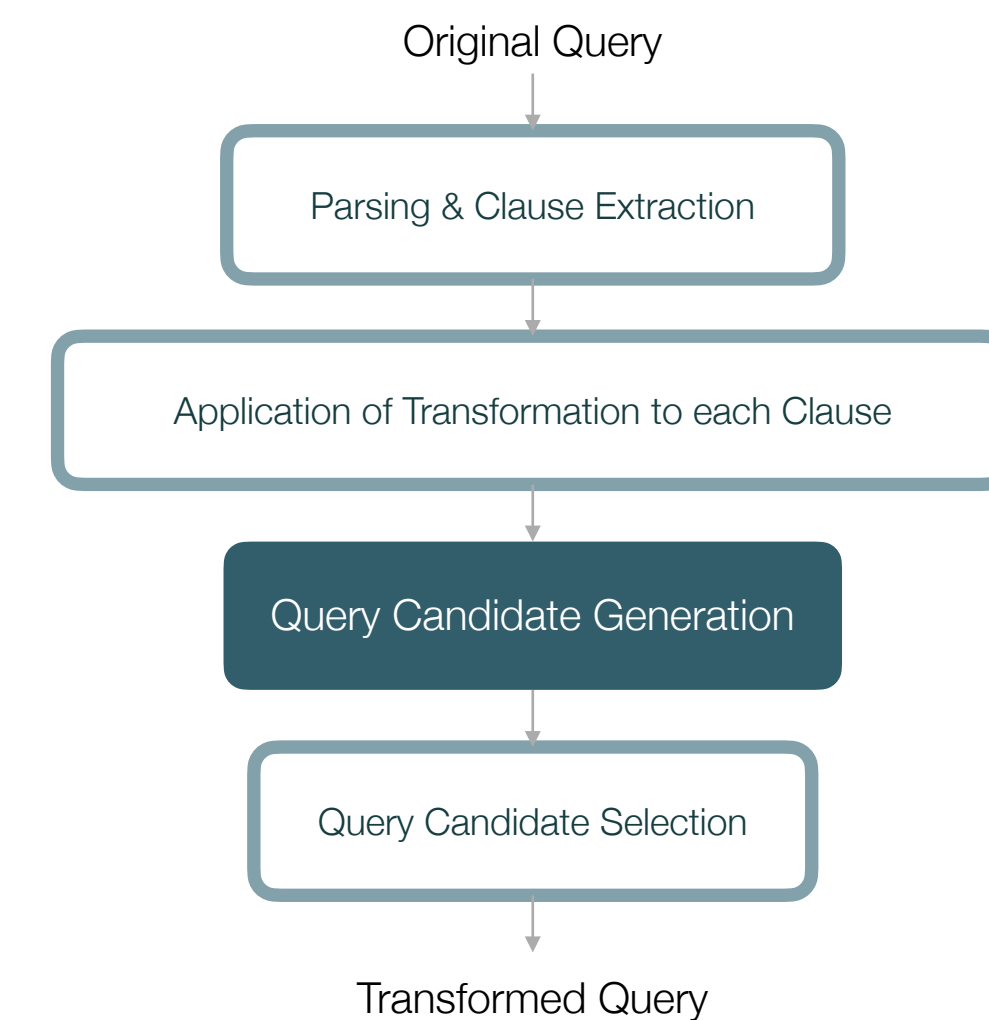 Original Query
Parsing & Clause Extraction
Application of Transformation to each Clause
Query Candidate Generation
Query Candidate Selection
Transformed Query